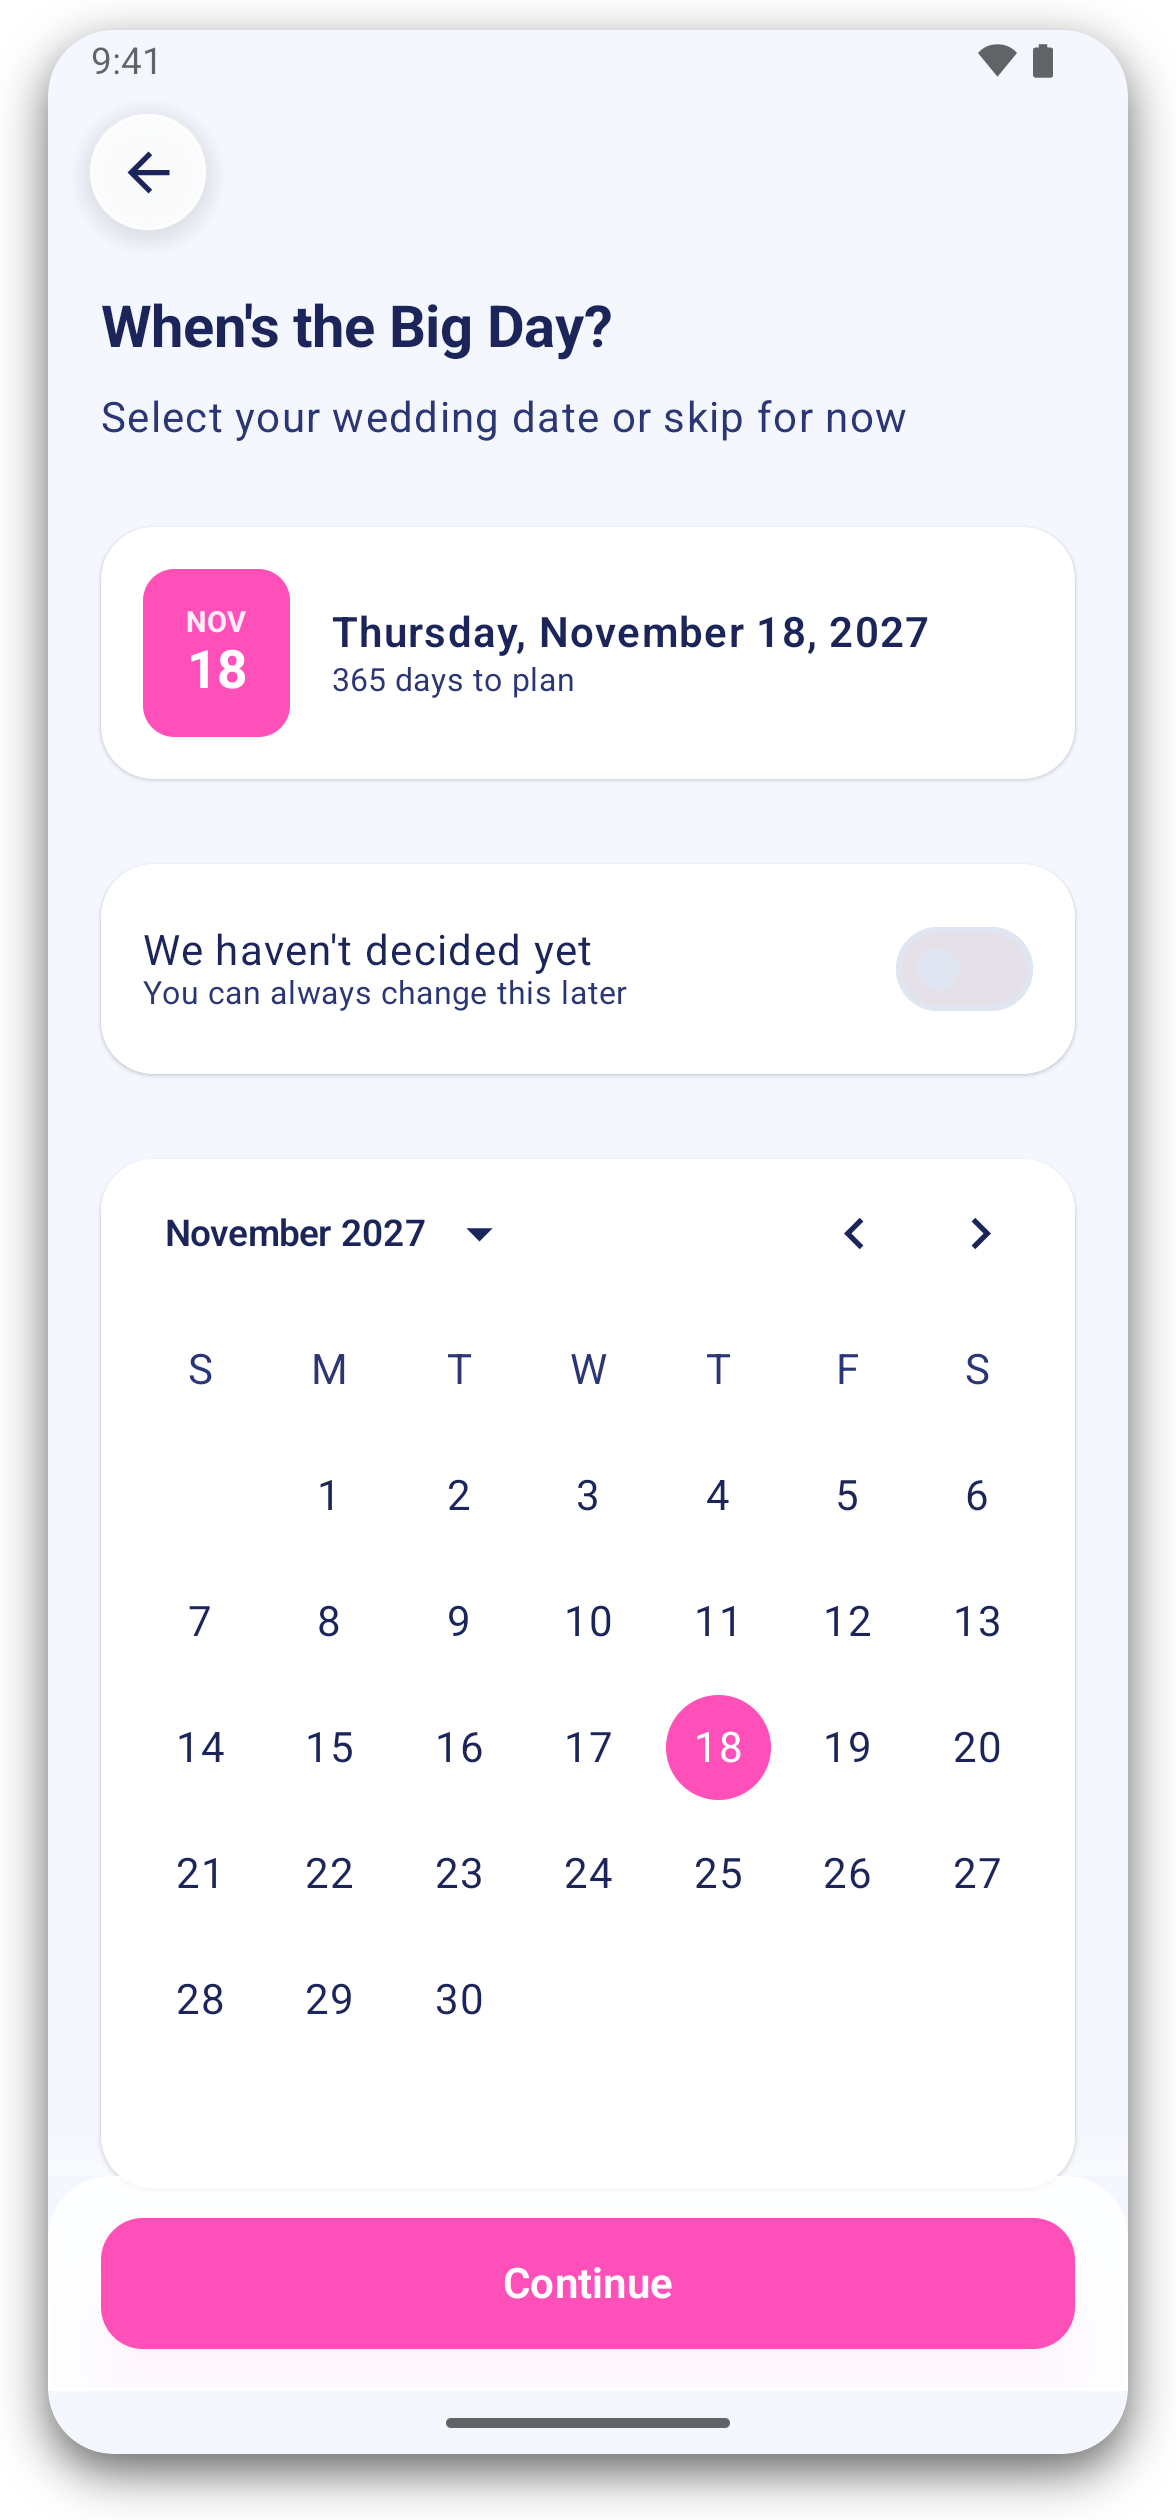 9:41
When's the Big Day?
Select your wedding date or skip for now
NOV
18
Thursday, November 18, 2027
365 days to plan
We haven't decided yet
You can always change this later
November 2027
S M T W T F S
1 2 3 4 5 6
7 8 9 10 11 12 13
14 15 16 17 18 19 20
21 22 23 24 25 26 27
28 29 30
Continue